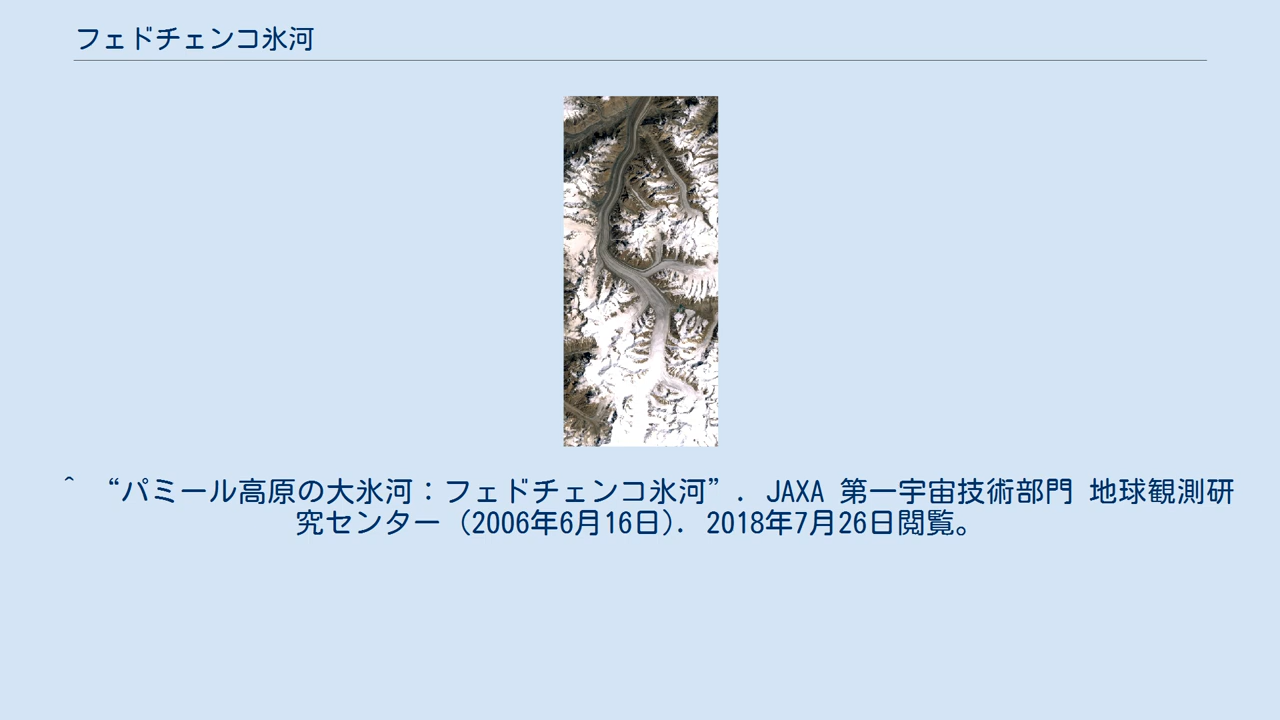 フェドチェンコ氷河
^ “パミール高原の大氷河：フェドチェンコ氷河”. JAXA 第一宇宙技術部門 地球観測研
究センター (2006年6月16日). 2018年7月26日閲覧。